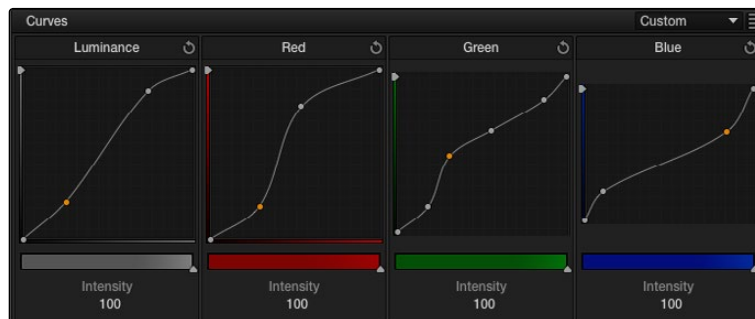 Curves Custom
Luminance Red Green Blue
Intensity Intensity Intensity Intensity
100 100 100 100